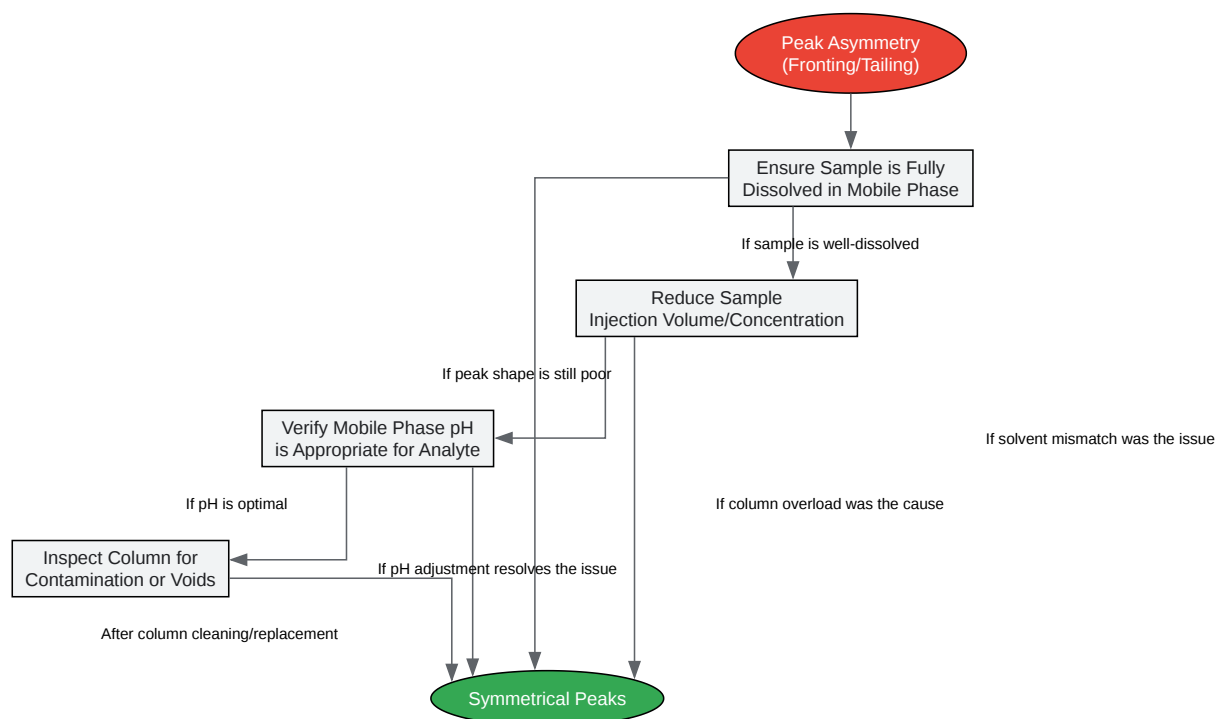 Peak Asymmetry
(Fronting/Tailing)
Ensure Sample is Fully
Dissolved in Mobile Phase
If sample is well-dissolved
Reduce Sample
Injection Volume/Concentration
If peak shape is still poor
Verify Mobile Phase pH
is Appropriate for Analyte
If solvent mismatch was the issue
If pH is optimal
If column overload was the cause
Inspect Column for
Contamination or Voids
If pH adjustment resolves the issue
After column cleaning/replacement
Symmetrical Peaks